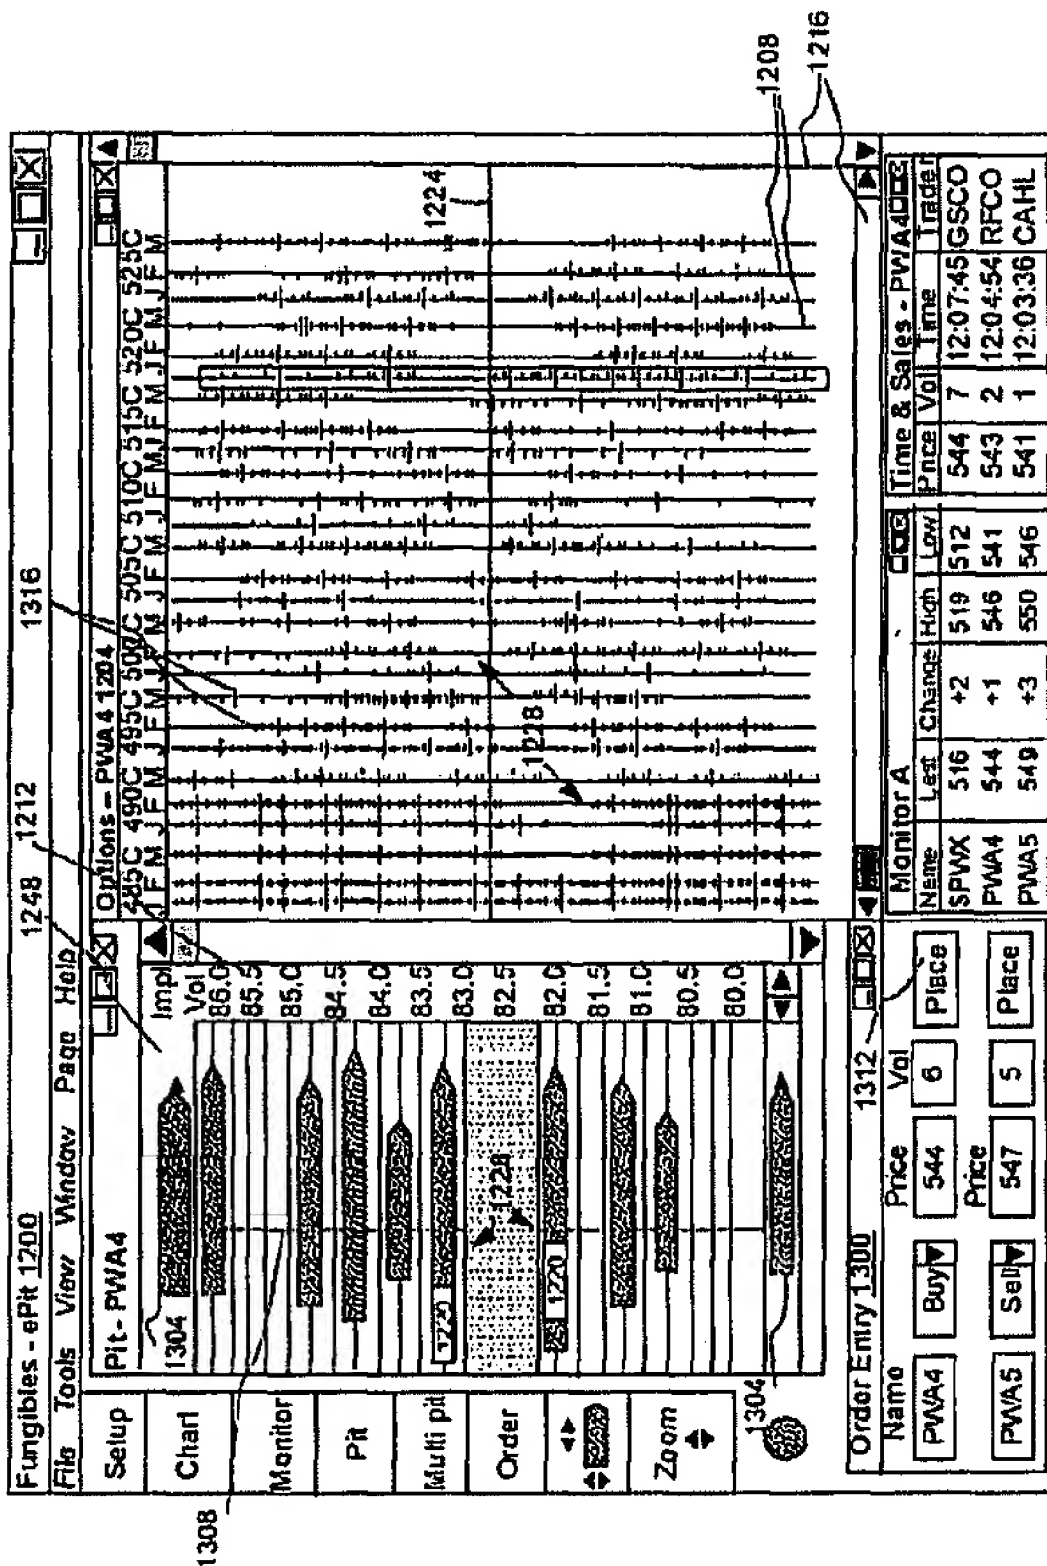 1248
1212
1316
Fungibles - ePit 1200
File Tools View Window Page Help
Setup
Chart
Monitor
Pit
Multi pit
Order
Zoom
1304
1308
Pit - PWA4
1304
Impl
Vol
86.0
85.5
85.0
84.5
84.0
83.5
83.0
82.5
82.0
81.5
81.0
80.5
80.0
1220
1228
1220
Options – PWA4 1204
485C 490C 495C 500C 505C 510C 515C 520C 525C
J F M J F M J F M J F M J F M J F M J F M J F M
1224
1228
1208
1216
Order Entry 1300
1312
Name Price Vol
PWA4 Buy 544 6 Place
Price
PWA5 Sell 547 5 Place
Monitor A
Name Last Change High Low
SPWX 516 +2 519 512
PWA4 544 +1 546 541
PWA5 549 +3 550 546
Time & Sales - PWA4
Price Vol Time Trader
544 7 12:07:45 GSCO
543 2 12:04:54 RFCO
541 1 12:03:36 CAHL